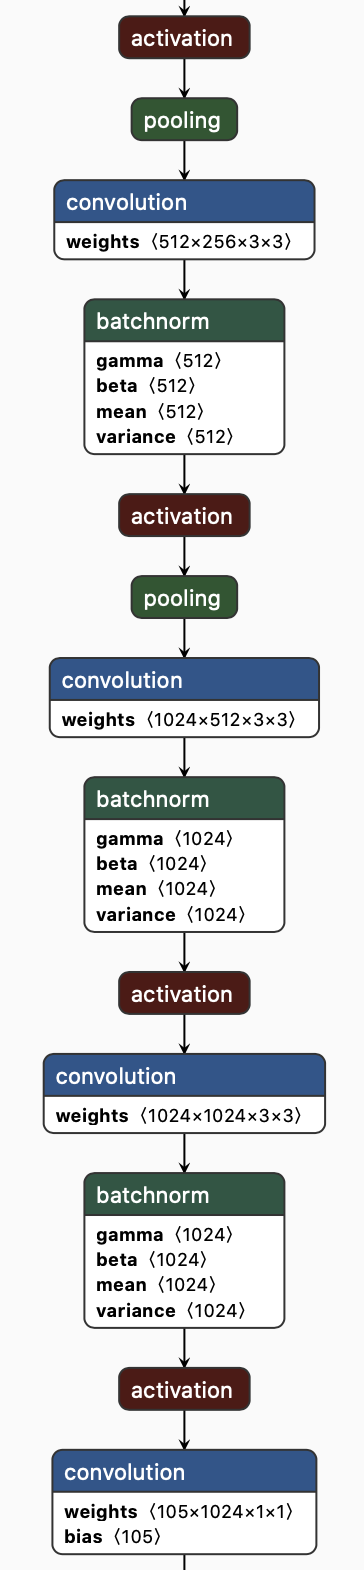 activation
pooling
convolution
weights 〈512×256×3×3〉
batchnorm
gamma 〈512〉
beta 〈512〉
mean 〈512〉
variance 〈512〉
activation
pooling
convolution
weights 〈1024×512×3×3〉
batchnorm
gamma 〈1024〉
beta 〈1024〉
mean 〈1024〉
variance 〈1024〉
activation
convolution
weights 〈1024×1024×3×3〉
batchnorm
gamma 〈1024〉
beta 〈1024〉
mean 〈1024〉
variance 〈1024〉
activation
convolution
weights 〈105×1024×1×1〉
bias 〈105〉